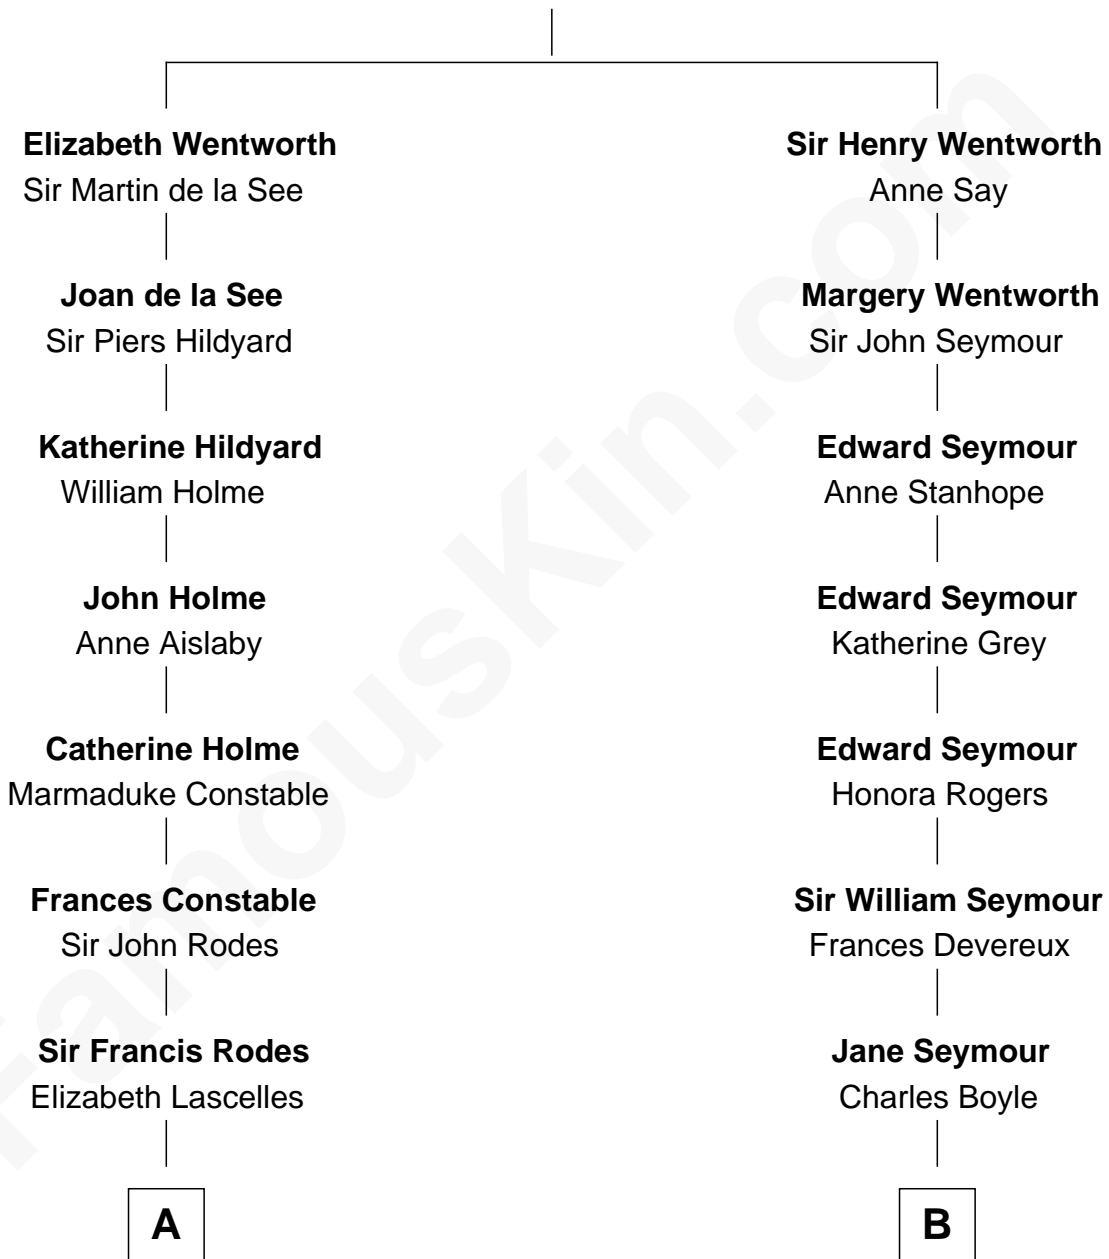 Elizabeth Wentworth
Sir Martin de la See
Joan de la See
Sir Piers Hildyard
Katherine Hildyard
William Holme
John Holme
Anne Aislaby
Catherine Holme
Marmaduke Constable
Frances Constable
Sir John Rodes
Sir Francis Rodes
Elizabeth Lascelles
A
Sir Henry Wentworth
Anne Say
Margery Wentworth
Sir John Seymour
Edward Seymour
Anne Stanhope
Edward Seymour
Katherine Grey
Edward Seymour
Honora Rogers
Sir William Seymour
Frances Devereux
Jane Seymour
Charles Boyle
B
FamousKin.com